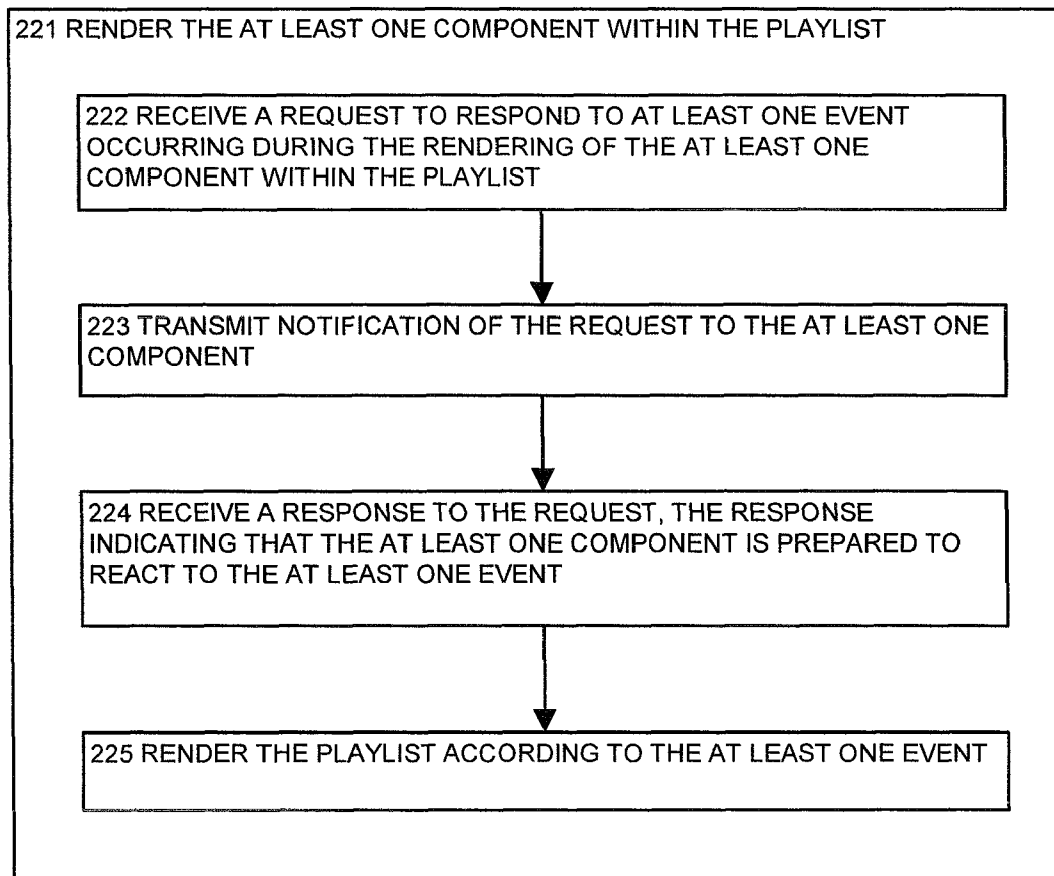 221 RENDER THE AT LEAST ONE COMPONENT WITHIN THE PLAYLIST
222 RECEIVE A REQUEST TO RESPOND TO AT LEAST ONE EVENT
OCCURRING DURING THE RENDERING OF THE AT LEAST ONE
COMPONENT WITHIN THE PLAYLIST
223 TRANSMIT NOTIFICATION OF THE REQUEST TO THE AT LEAST ONE
COMPONENT
224 RECEIVE A RESPONSE TO THE REQUEST, THE RESPONSE
INDICATING THAT THE AT LEAST ONE COMPONENT IS PREPARED TO
REACT TO THE AT LEAST ONE EVENT
225 RENDER THE PLAYLIST ACCORDING TO THE AT LEAST ONE EVENT